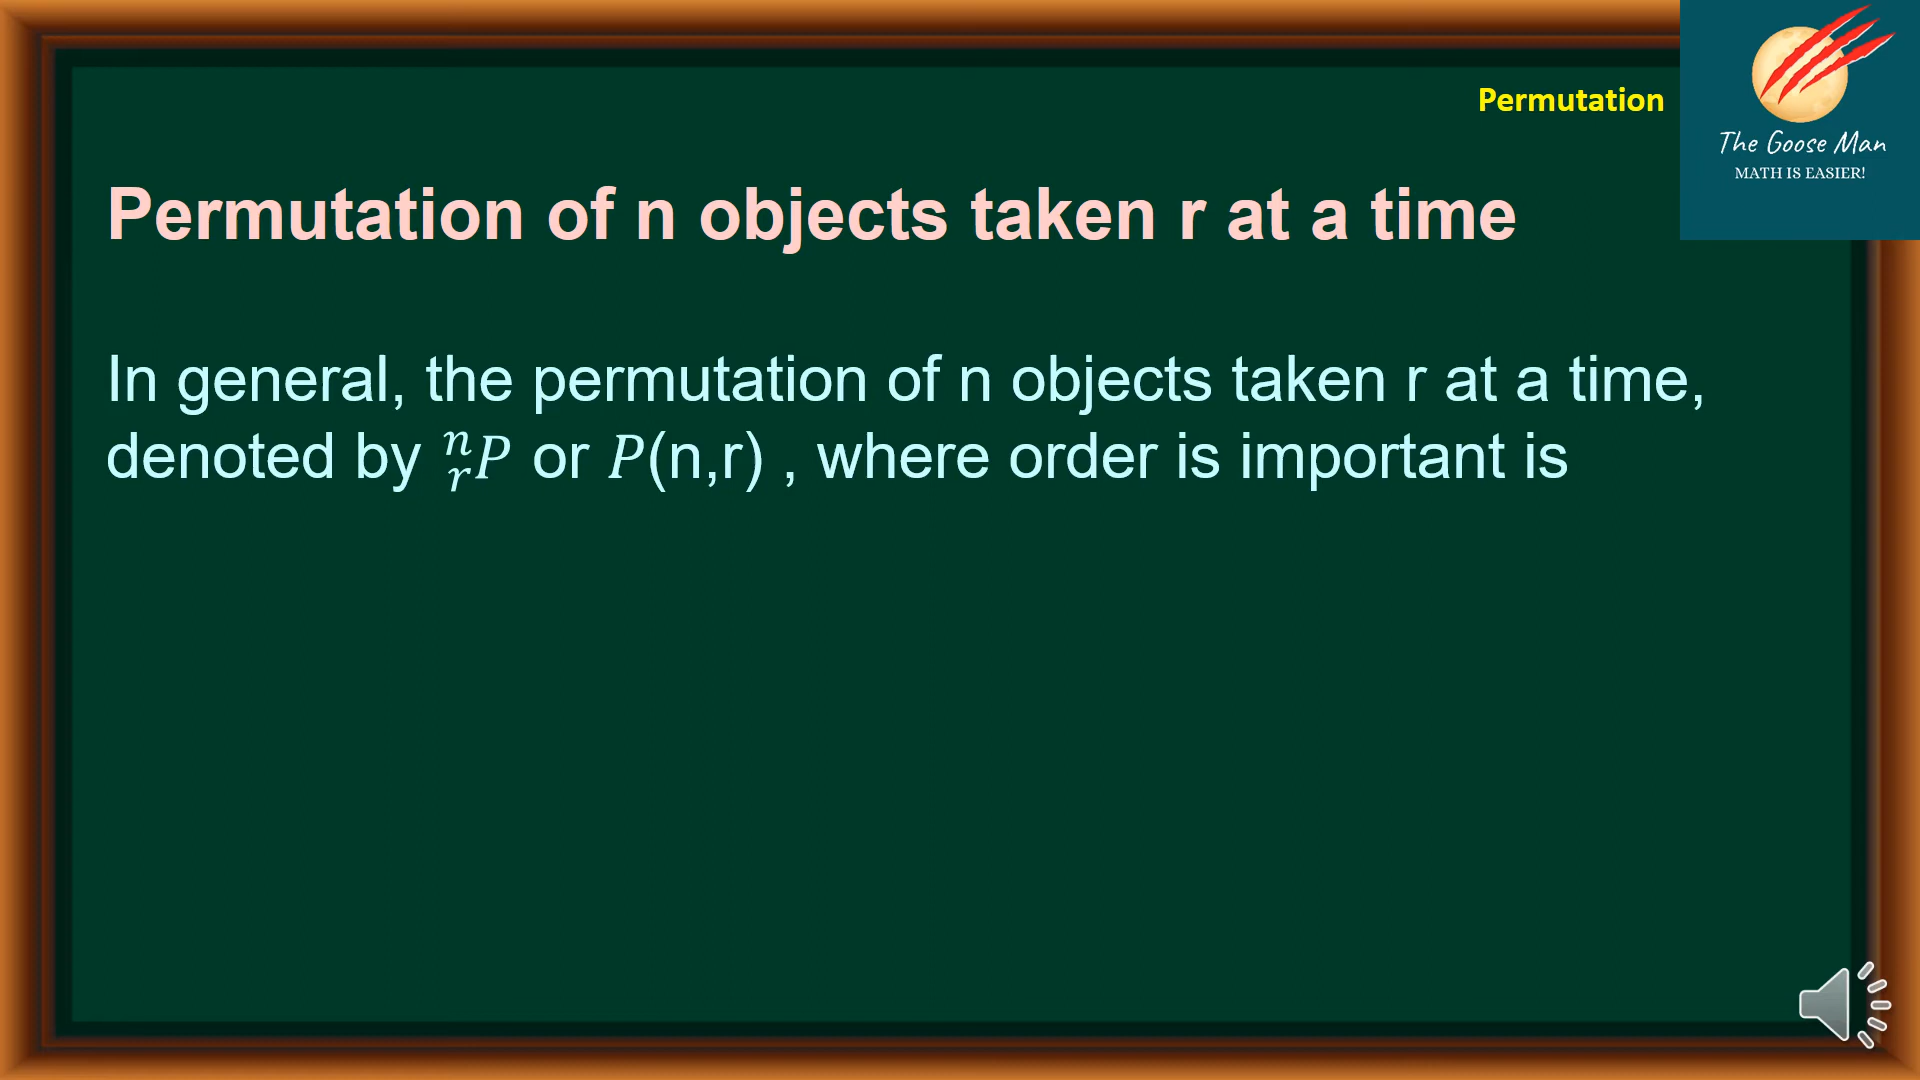 Permutation
The Goose Man
MATH IS EASIER!
Permutation of n objects taken r at a time
In general, the permutation of n objects taken r at a time,
denoted by ⁿᵣP or P(n,r) , where order is important is